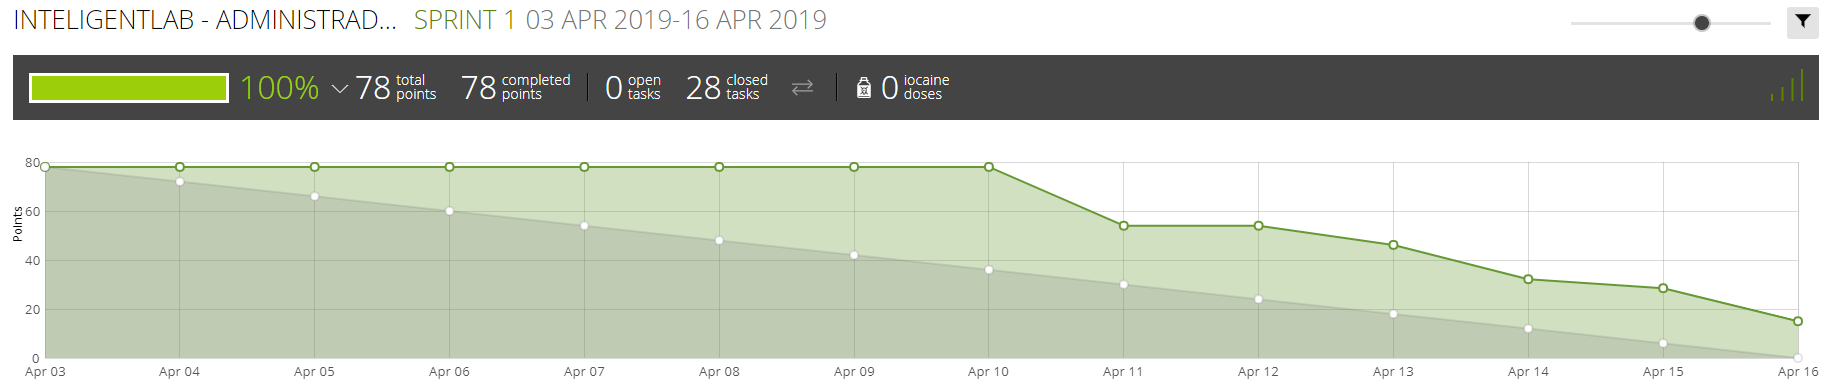 INTELIGENTLAB - ADMINISTRAD... SPRINT 1 03 APR 2019-16 APR 2019
100% 78 total points 78 completed points 0 open tasks 28 closed tasks 0 iocaine doses
80
60
40
20
0
Points
Apr 03 Apr 04 Apr 05 Apr 06 Apr 07 Apr 08 Apr 09 Apr 10 Apr 11 Apr 12 Apr 13 Apr 14 Apr 15 Apr 16